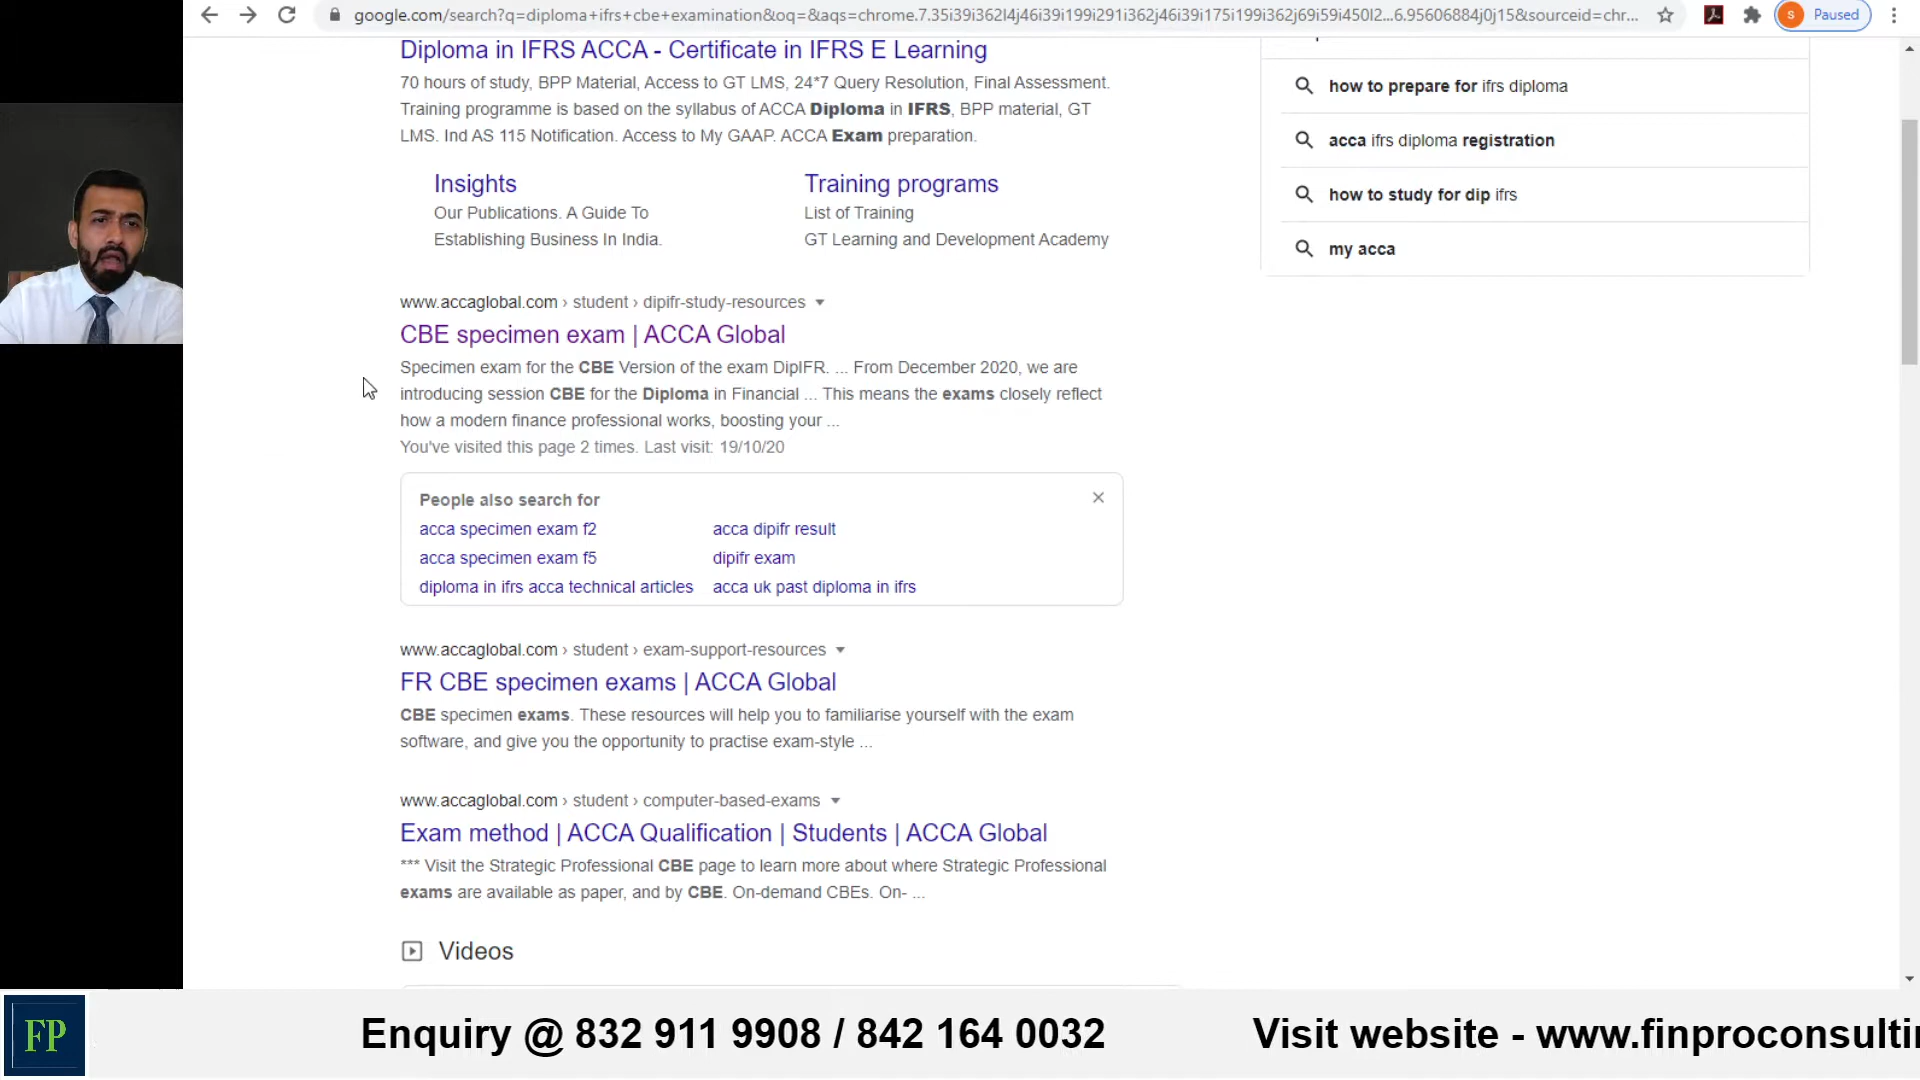 google.com/search?q=diploma+ifrs+cbe+examination&oq=&aqs=chrome.7.35i39i362l4j46i39i199i291i362j46i39i175i199i362j69i59i450l2...6.95606884j0j15&sourceid=chr...
S Paused
Diploma in IFRS ACCA - Certificate in IFRS E Learning
70 hours of study, BPP Material, Access to GT LMS, 24*7 Query Resolution, Final Assessment.
Training programme is based on the syllabus of ACCA Diploma in IFRS, BPP material, GT
LMS. Ind AS 115 Notification. Access to My GAAP. ACCA Exam preparation.
Insights
Our Publications. A Guide To
Establishing Business In India.
Training programs
List of Training
GT Learning and Development Academy
how to prepare for ifrs diploma
acca ifrs diploma registration
how to study for dip ifrs
my acca
www.accaglobal.com › student › dipifr-study-resources
CBE specimen exam | ACCA Global
Specimen exam for the CBE Version of the exam DipIFR. ... From December 2020, we are
introducing session CBE for the Diploma in Financial ... This means the exams closely reflect
how a modern finance professional works, boosting your ...
You've visited this page 2 times. Last visit: 19/10/20
People also search for
acca specimen exam f2
acca dipifr result
acca specimen exam f5
dipifr exam
diploma in ifrs acca technical articles
acca uk past diploma in ifrs
www.accaglobal.com › student › exam-support-resources
FR CBE specimen exams | ACCA Global
CBE specimen exams. These resources will help you to familiarise yourself with the exam
software, and give you the opportunity to practise exam-style ...
www.accaglobal.com › student › computer-based-exams
Exam method | ACCA Qualification | Students | ACCA Global
*** Visit the Strategic Professional CBE page to learn more about where Strategic Professional
exams are available as paper, and by CBE. On-demand CBEs. On- ...
Videos
FP
Enquiry @ 832 911 9908 / 842 164 0032
Visit website - www.finproconsulti